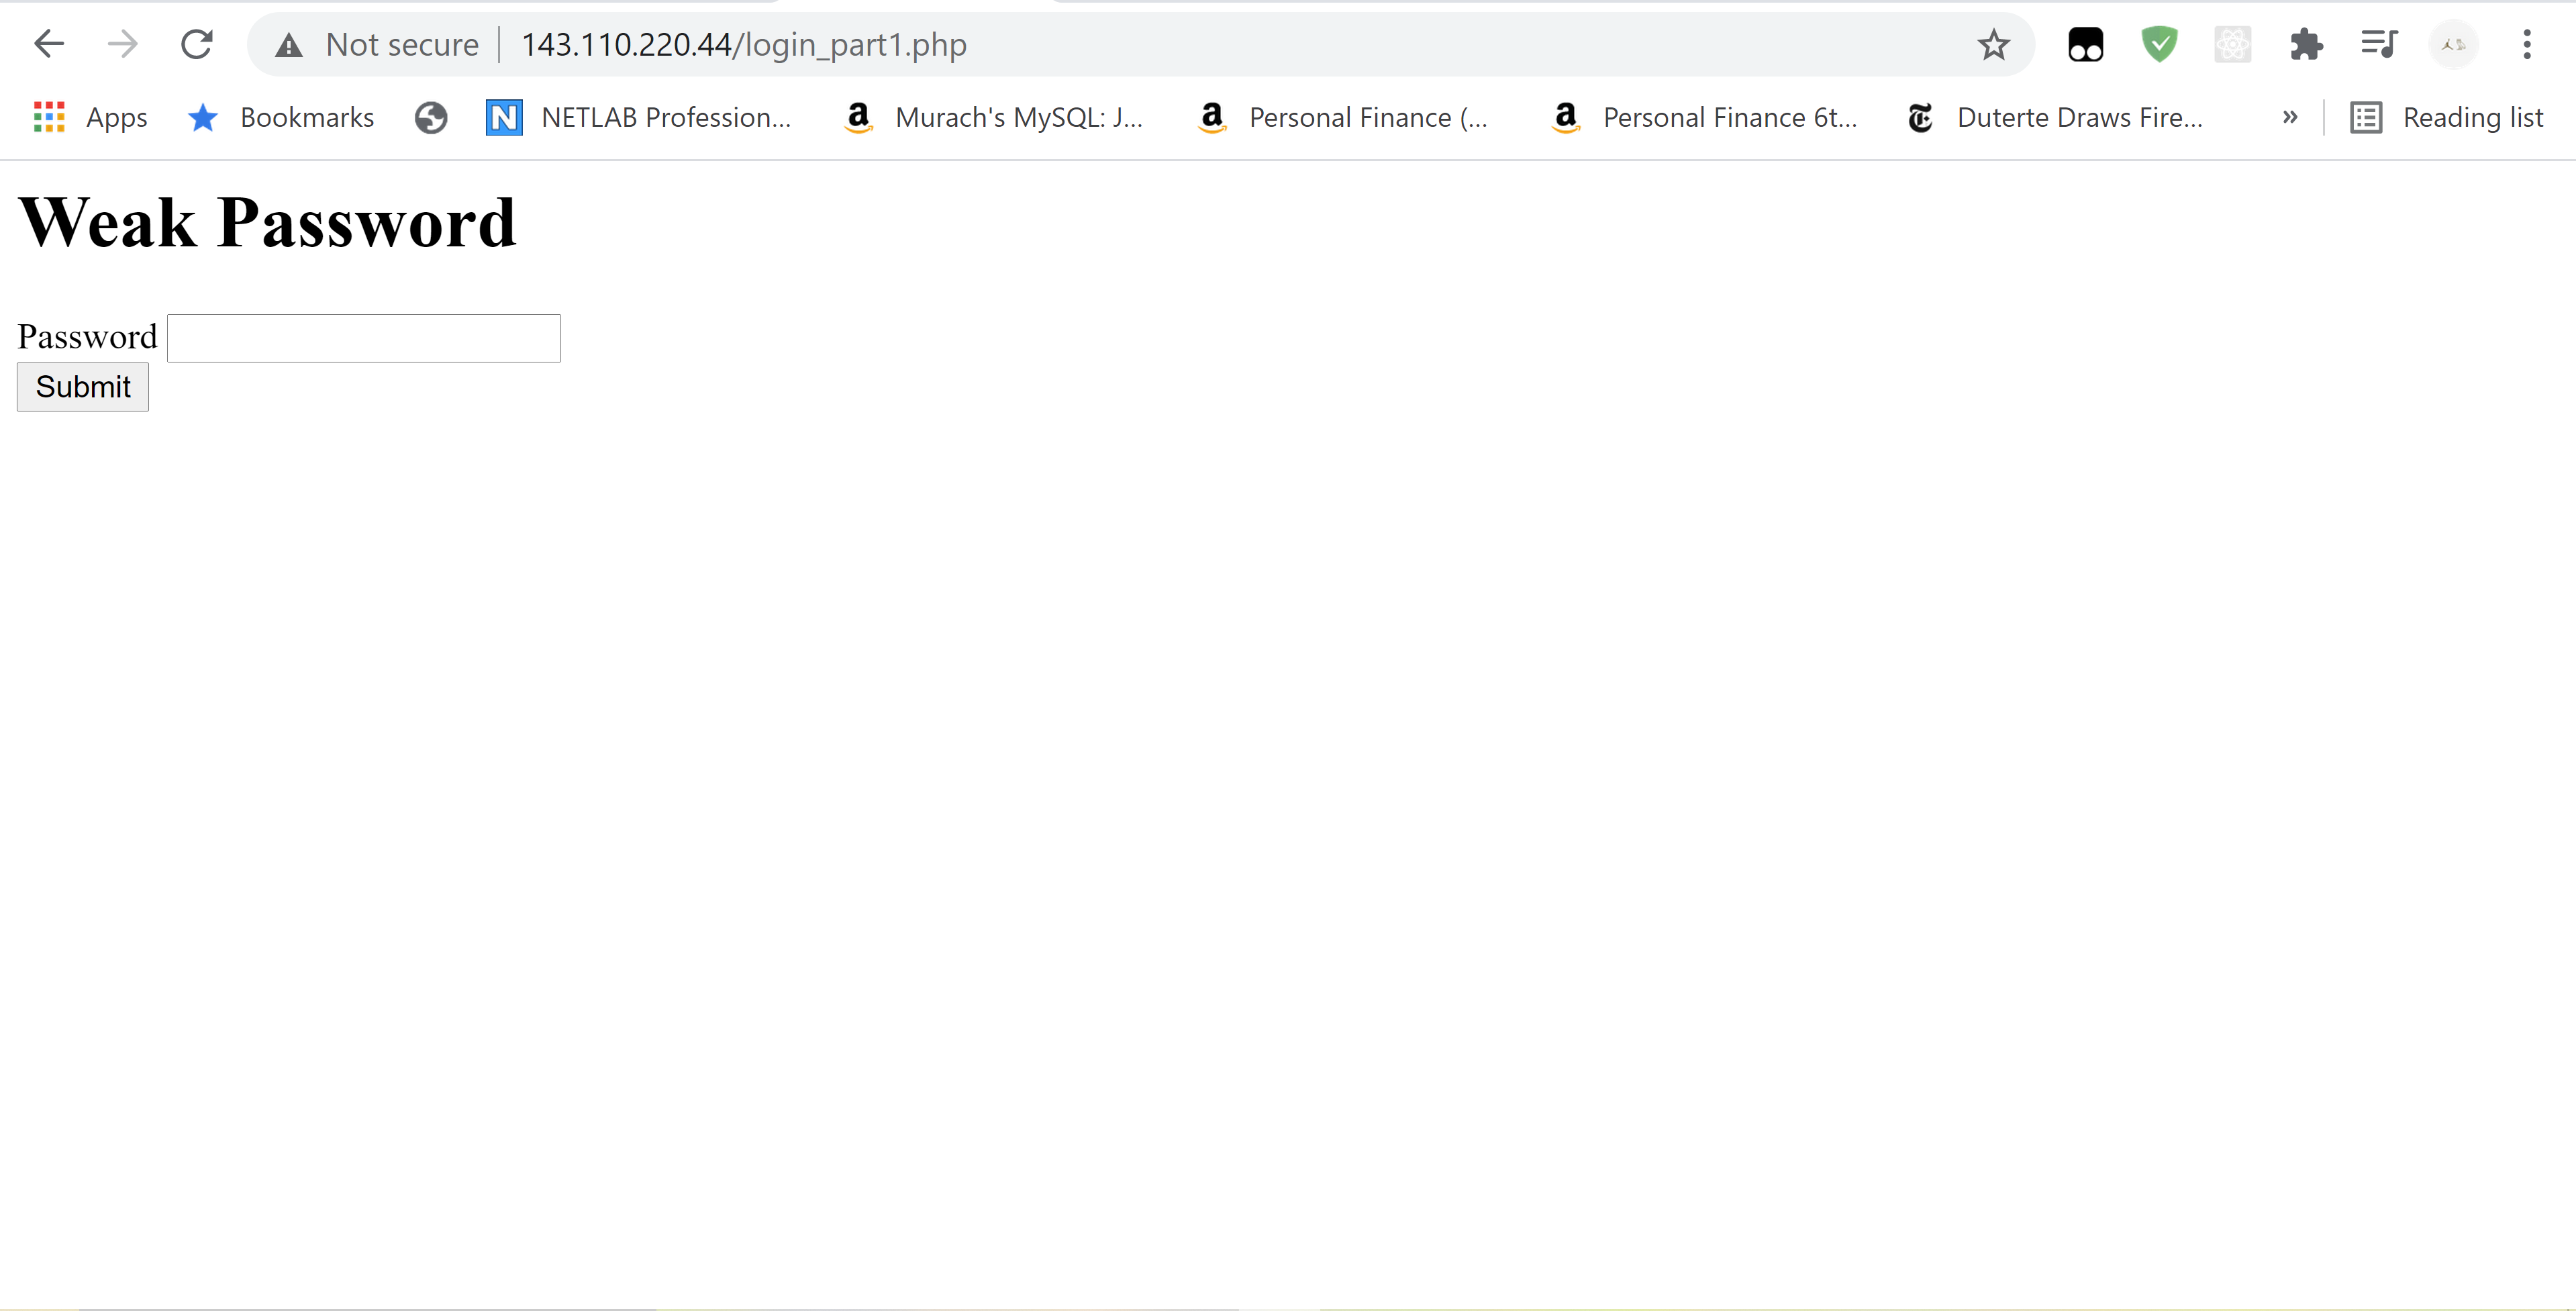 Not secure 143.110.220.44/login_part1.php
Apps Bookmarks NETLAB Profession... Murach's MySQL: J... Personal Finance (... Personal Finance 6t... Duterte Draws Fire... » Reading list
Weak Password
Password
Submit